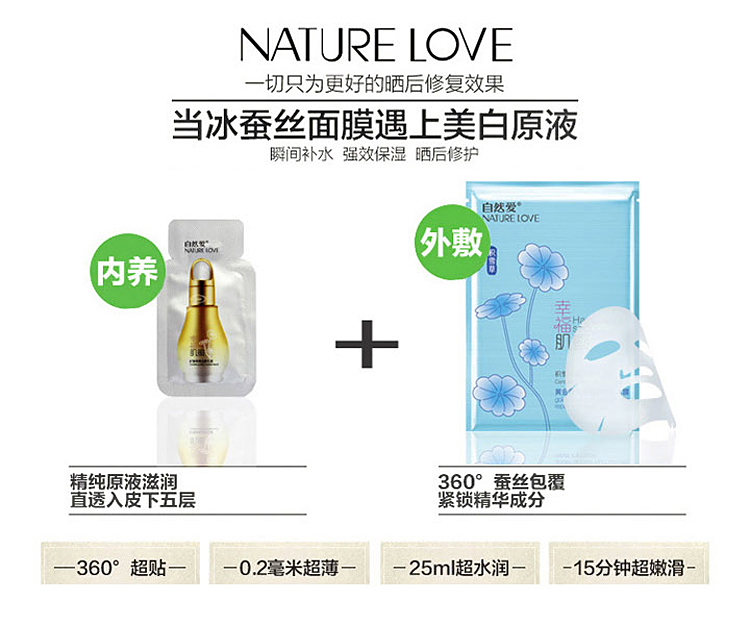 NATURE LOVE
一切只为更好的晒后修复效果
当冰蚕丝面膜遇上美白原液
瞬间补水 强效保湿 晒后修护
自然爱®
NATURE LOVE
内养
自然爱®
NATURE LOVE
外敷
积雪草
幸福
肌
精纯原液滋润
直透入皮下五层
360°蚕丝包覆
紧锁精华成分
360°超贴
0.2毫米超薄
25ml超水润
15分钟超嫩滑